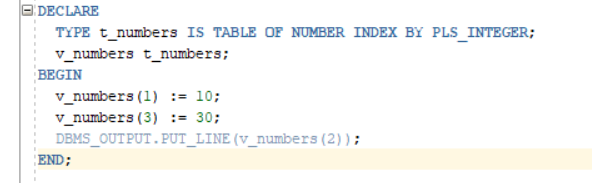 DECLARE
  TYPE t_numbers IS TABLE OF NUMBER INDEX BY PLS_INTEGER;
  v_numbers t_numbers;
BEGIN
  v_numbers(1) := 10;
  v_numbers(3) := 30;
  DBMS_OUTPUT.PUT_LINE(v_numbers(2));
END;